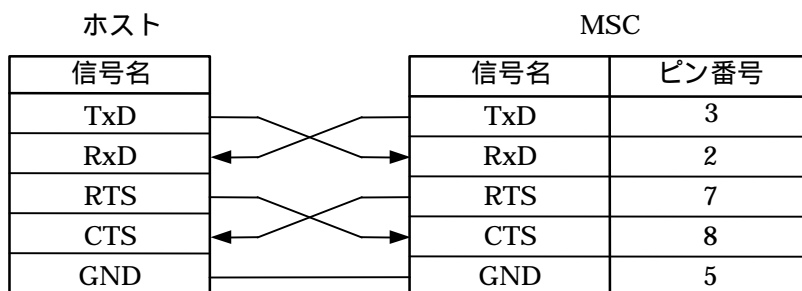 ホスト MSC
信号名 信号名 ピン番号
TxD TxD 3
RxD RxD 2
RTS RTS 7
CTS CTS 8
GND GND 5